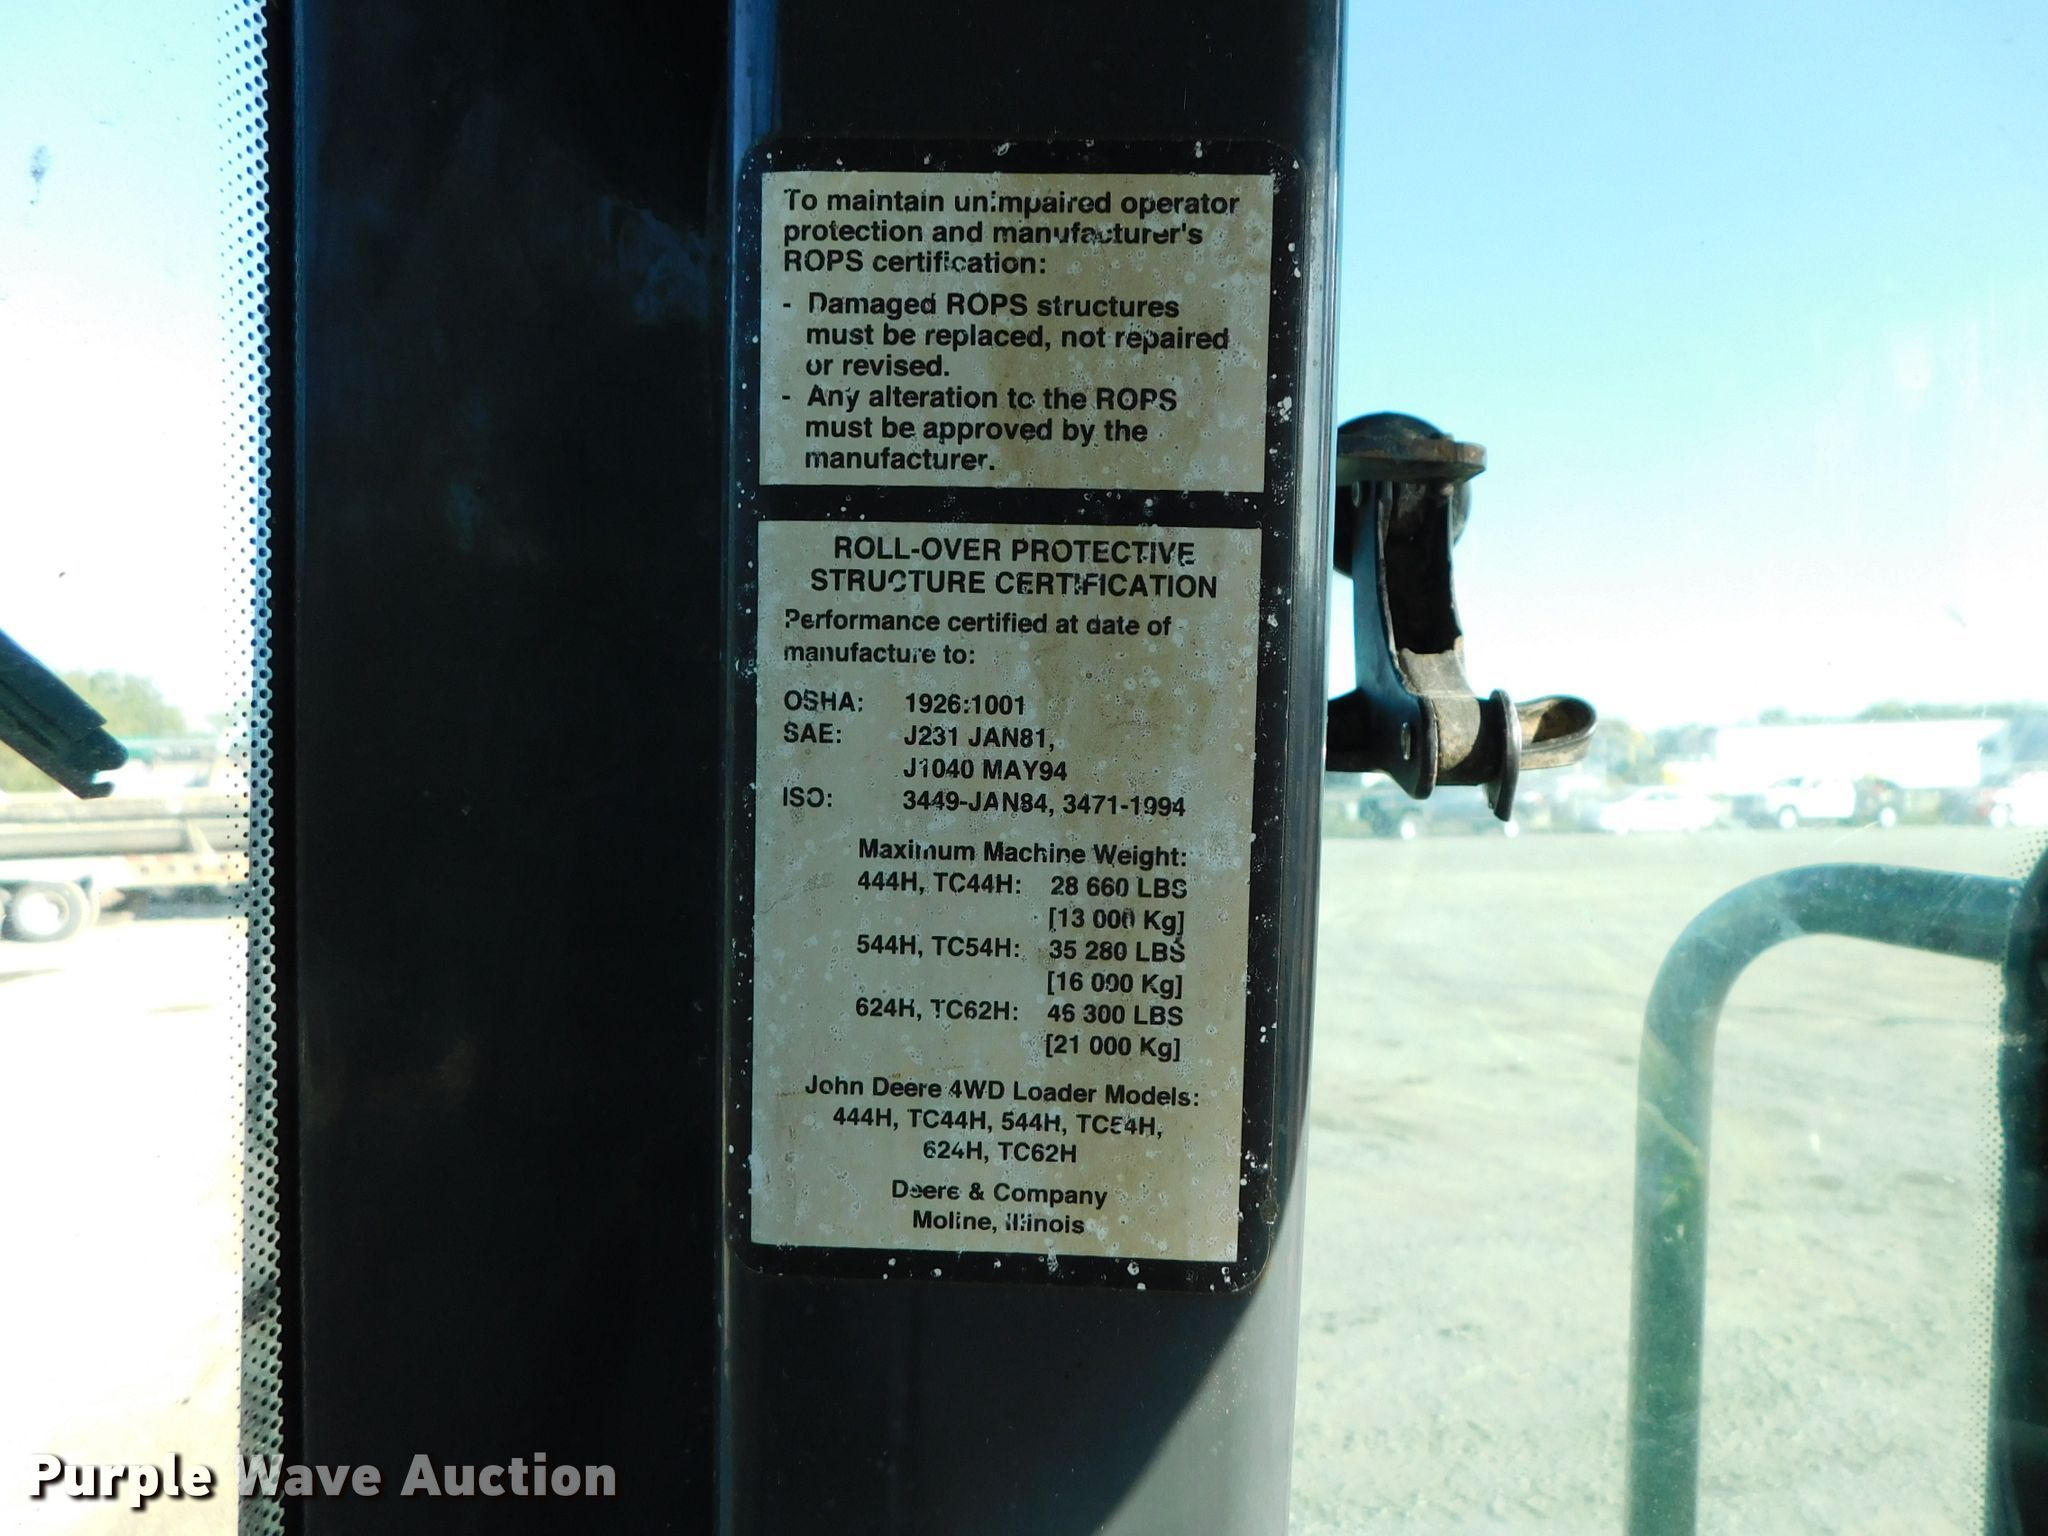 To maintain unimpaired operator
protection and manufacturer's
ROPS certification:
- Damaged ROPS structures
must be replaced, not repaired
or revised.
- Any alteration to the ROPS
must be approved by the
manufacturer.
ROLL-OVER PROTECTIVE
STRUCTURE CERTIFICATION
Performance certified at date of
manufacture to:
OSHA: 1926:1001
SAE: J231 JAN81,
J1040 MAY94
ISO: 3449-JAN84, 3471-1994
Maximum Machine Weight:
444H, TC44H: 28 660 LBS
[13 000 Kg]
544H, TC54H: 35 280 LBS
[16 000 Kg]
624H, TC62H: 46 300 LBS
[21 000 Kg]
John Deere 4WD Loader Models:
444H, TC44H, 544H, TC54H,
624H, TC62H
Deere & Company
Moline, Illinois
Purple Wave Auction